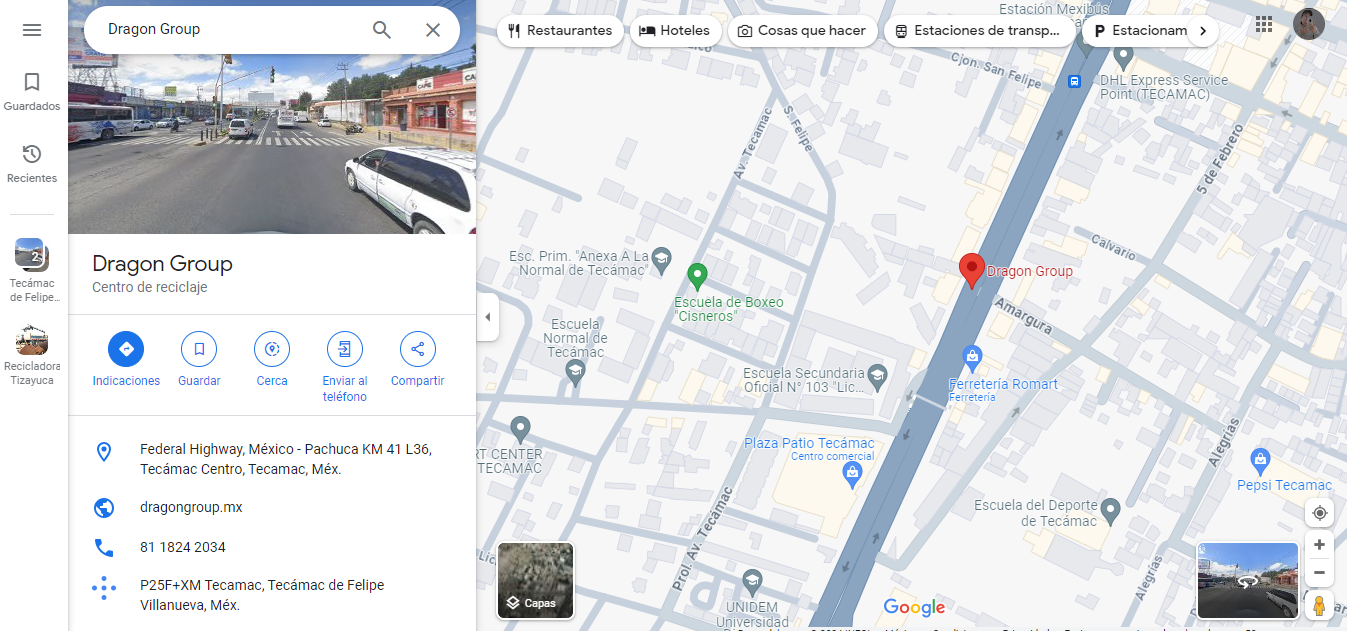 Dragon Group
Guardados
Recientes
2
Tecámac
de Felipe...
Recicladora
Tizayuca
Dragon Group
Centro de reciclaje
Indicaciones
Guardar
Cerca
Enviar al
teléfono
Compartir
Federal Highway, México - Pachuca KM 41 L36,
Tecámac Centro, Tecamac, Méx.
dragongroup.mx
81 1824 2034
P25F+XM Tecamac, Tecámac de Felipe
Villanueva, Méx.
Restaurantes
Hoteles
Cosas que hacer
Estaciones de transp...
P Estacionam
Estación Mexibús
Cjon. San Felipe
DHL Express Service
Point (TECAMAC)
S. Felipe
Av. Tecamac
5 de Febrero
Calvario
Esc. Prim. "Anexa A La
Normal de Tecámac"
Dragon Group
Escuela de Boxeo
"Cisneros"
Amargura
Escuela
Normal de
Tecámac
Escuela Secundaria
Oficial N° 103 "Lic...
Ferretería Romart
Ferretería
RT CENTER
TECAMAC
Plaza Patio Tecámac
Centro comercial
Alegrías
Pepsi Tecamac
Escuela del Deporte
de Tecámac
Prol. Av. Tecámac
Alegrías
Lic.
UNIDEM
Universidad
Capas
Google